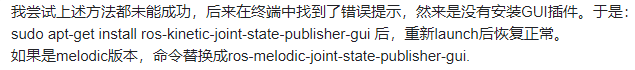 我尝试上述方法都未能成功，后来在终端中找到了错误提示，然来是没有安装GUI插件。于是：
sudo apt-get install ros-kinetic-joint-state-publisher-gui 后，重新launch后恢复正常。
如果是melodic版本，命令替换成ros-melodic-joint-state-publisher-gui.